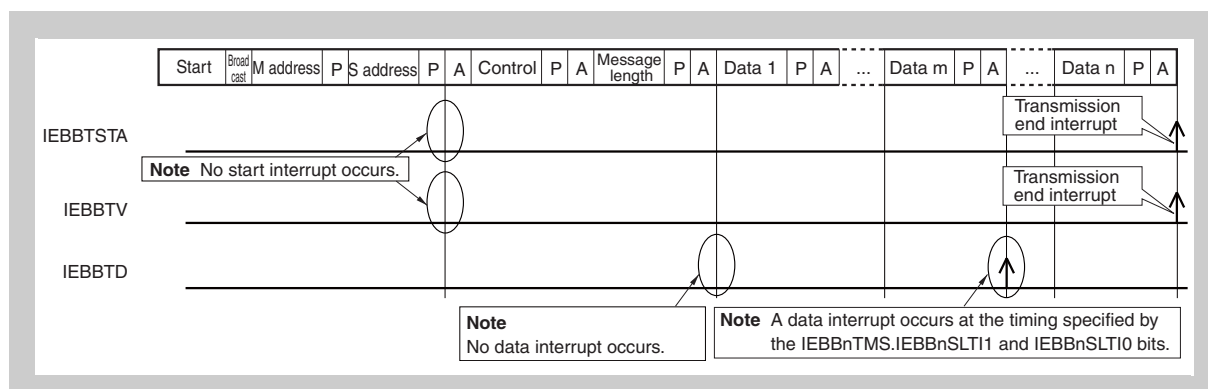 Start Broad cast M address P S address P A Control P A Message length P A Data 1 P A ... Data m P A ... Data n P A
IEBBTSTA
Transmission
end interrupt
Note No start interrupt occurs.
IEBBTV
Transmission
end interrupt
IEBBTD
Note
No data interrupt occurs.
Note A data interrupt occurs at the timing specified by
the IEBBnTMS.IEBBnSLTI1 and IEBBnSLTI0 bits.